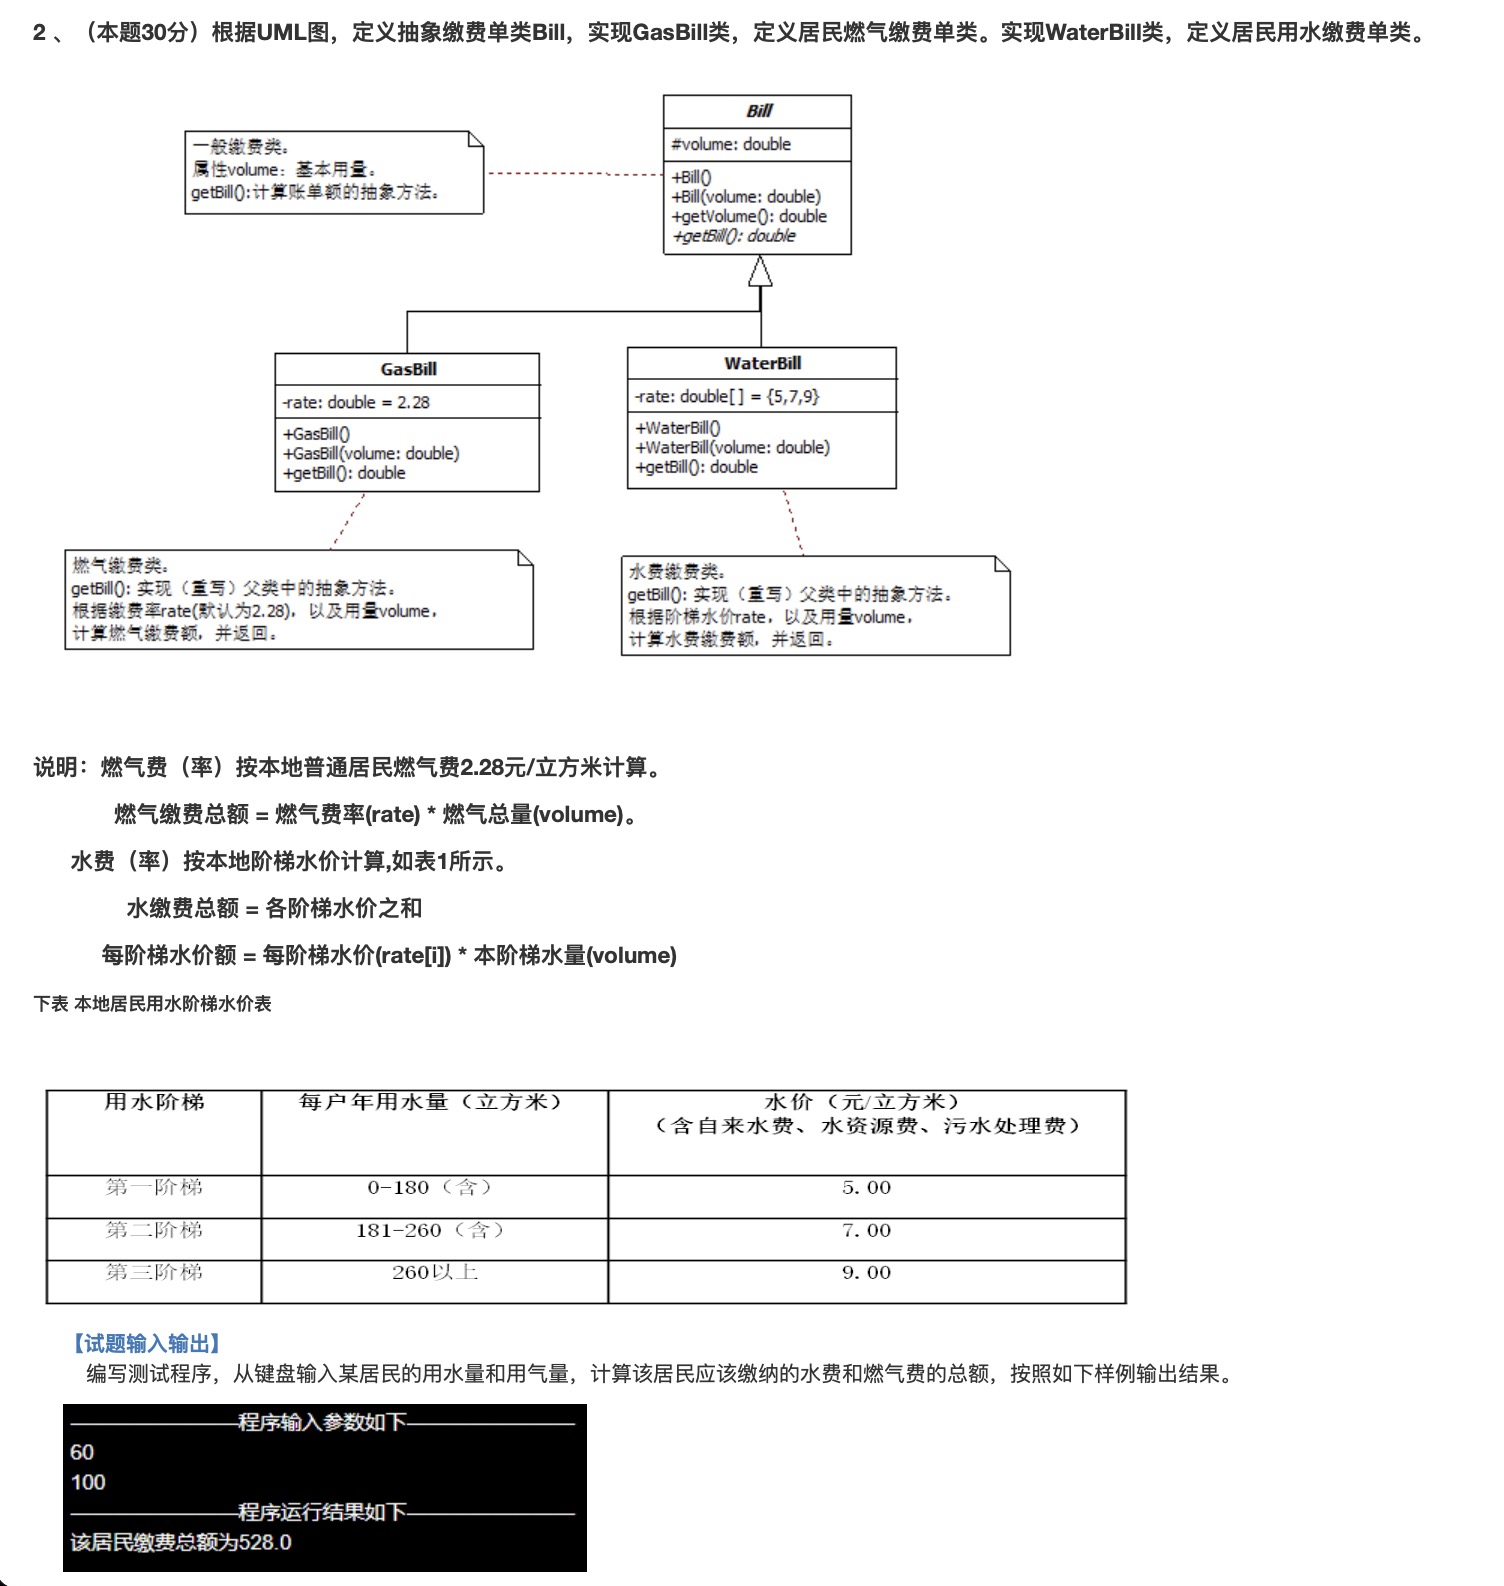 2 、（本题30分）根据UML图，定义抽象缴费单类Bill，实现GasBill类，定义居民燃气缴费单类。实现WaterBill类，定义居民用水缴费单类。
Bill
#volume: double
+Bill()
+Bill(volume: double)
+getVolume(): double
+getBill(): double
一般缴费类。
属性volume：基本用量。
getBill():计算账单额的抽象方法。
GasBill
-rate: double = 2.28
+GasBill()
+GasBill(volume: double)
+getBill(): double
WaterBill
-rate: double[] = {5,7,9}
+WaterBill()
+WaterBill(volume: double)
+getBill(): double
燃气缴费类。
getBill(): 实现（重写）父类中的抽象方法。
根据缴费率rate(默认为2.28)，以及用量volume，
计算燃气缴费额，并返回。
水费缴费类。
getBill(): 实现（重写）父类中的抽象方法。
根据阶梯水价rate，以及用量volume，
计算水费缴费额，并返回。
说明：燃气费（率）按本地普通居民燃气费2.28元/立方米计算。
燃气缴费总额 = 燃气费率(rate) * 燃气总量(volume)。
水费（率）按本地阶梯水价计算,如表1所示。
水缴费总额 = 各阶梯水价之和
每阶梯水价额 = 每阶梯水价(rate[i]) * 本阶梯水量(volume)
下表 本地居民用水阶梯水价表
用水阶梯 每户年用水量（立方米） 水价（元/立方米）
（含自来水费、水资源费、污水处理费）
第一阶梯 0-180（含） 5.00
第二阶梯 181-260（含） 7.00
第三阶梯 260以上 9.00
【试题输入输出】
编写测试程序，从键盘输入某居民的用水量和用气量，计算该居民应该缴纳的水费和燃气费的总额，按照如下样例输出结果。
————————程序输入参数如下————————
60
100
————————程序运行结果如下————————
该居民缴费总额为528.0